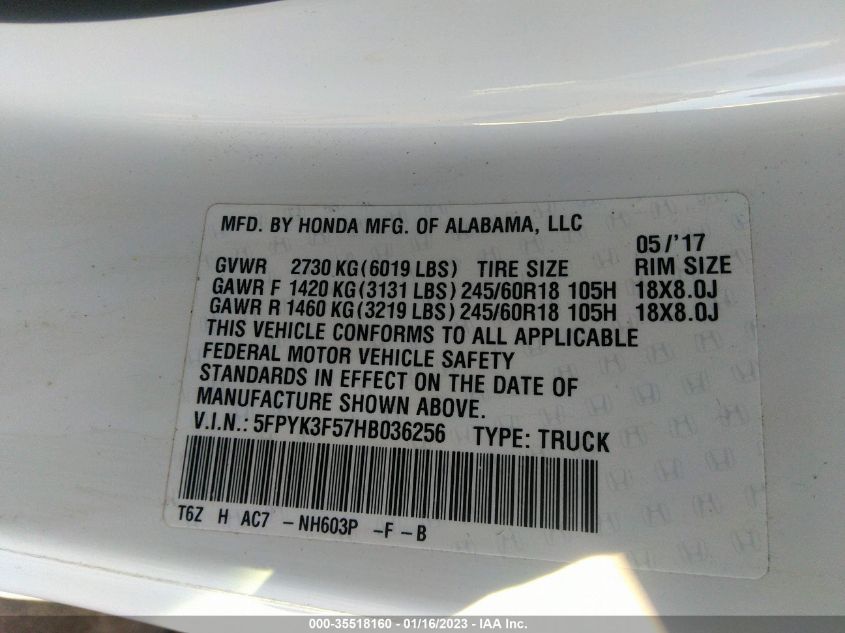 MFD. BY HONDA MFG. OF ALABAMA, LLC
05/'17
GVWR 2730 KG(6019 LBS) TIRE SIZE RIM SIZE
GAWR F 1420 KG(3131 LBS) 245/60R18 105H 18X8.0J
GAWR R 1460 KG(3219 LBS) 245/60R18 105H 18X8.0J
THIS VEHICLE CONFORMS TO ALL APPLICABLE
FEDERAL MOTOR VEHICLE SAFETY
STANDARDS IN EFFECT ON THE DATE OF
MANUFACTURE SHOWN ABOVE.
V.I.N.: 5FPYK3F57HB036256 TYPE: TRUCK
T6Z H AC7 -NH603P -F-B
000-35518160 - 01/16/2023 - IAA Inc.